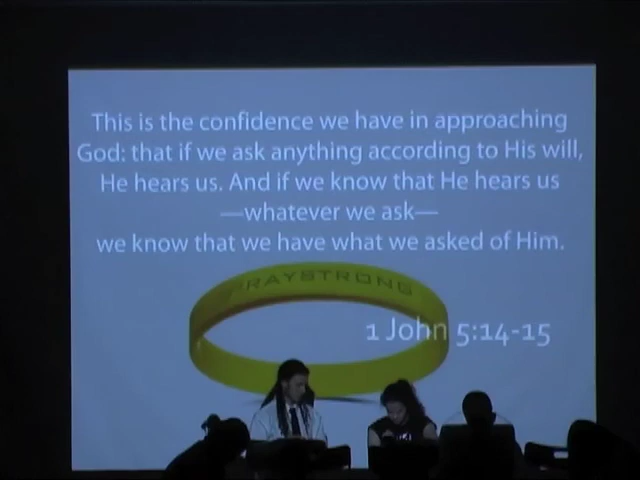 This is the confidence we have in approaching
God: that if we ask anything according to His will,
He hears us. And if we know that He hears us
—whatever we ask—
we know that we have what we asked of Him.
PRAYSTRONG
1 John 5:14-15